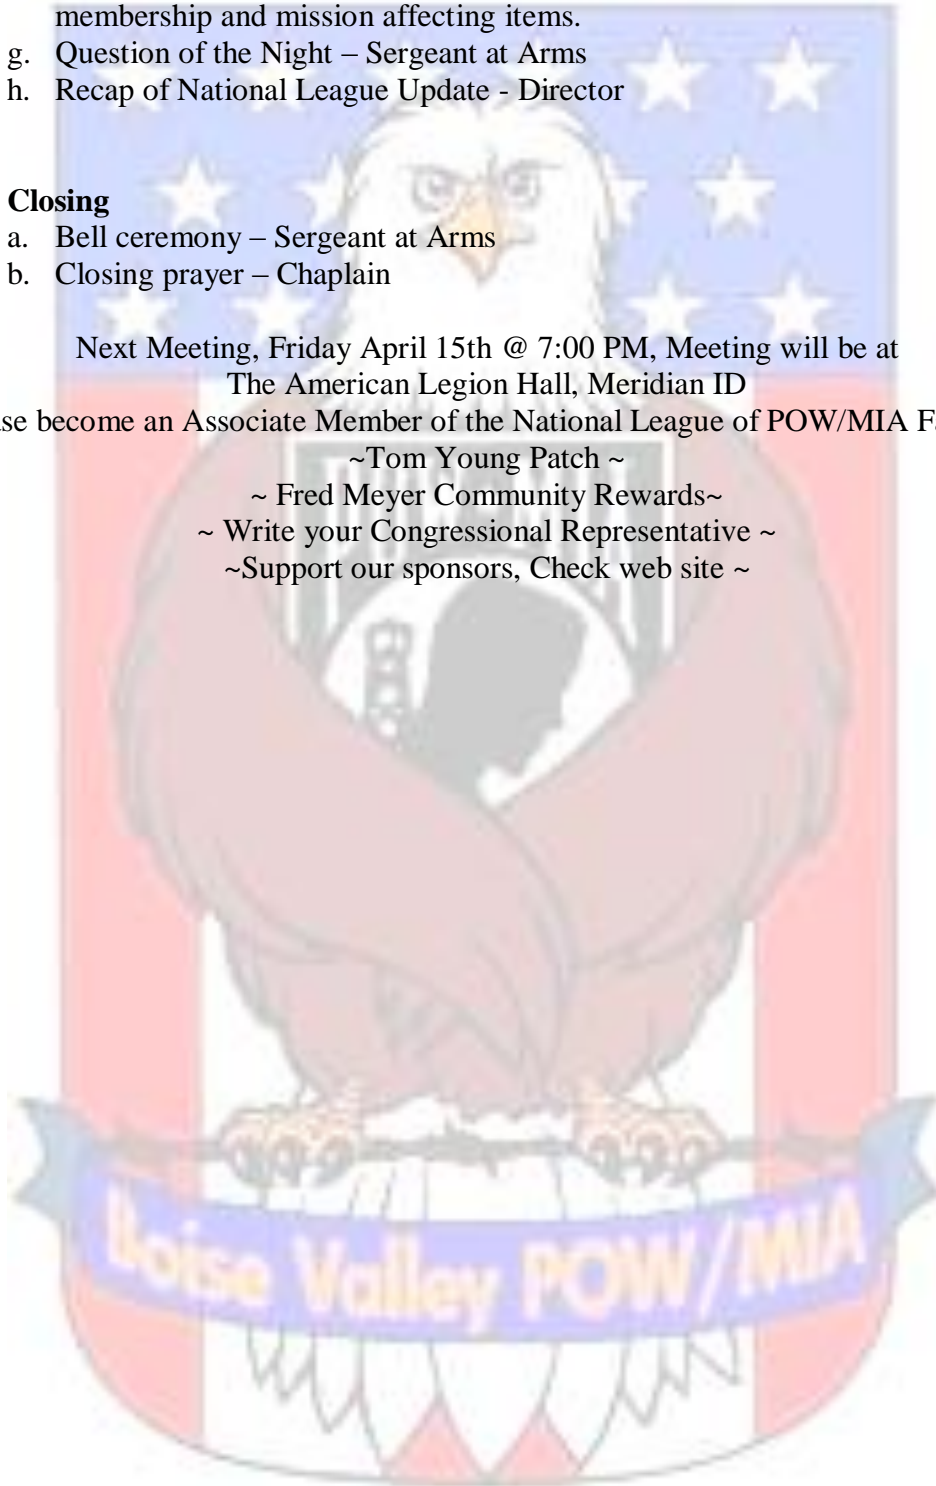 membership and mission affecting items.
g. Question of the Night – Sergeant at Arms
h. Recap of National League Update - Director
Closing
a. Bell ceremony – Sergeant at Arms
b. Closing prayer – Chaplain
Next Meeting, Friday April 15th @ 7:00 PM, Meeting will be at
The American Legion Hall, Meridian ID
become an Associate Member of the National League of POW/MIA
~Tom Young Patch ~
~ Fred Meyer Community Rewards~
~ Write your Congressional Representative ~
~Support our sponsors, Check web site ~
Boise Valley POW/MIA